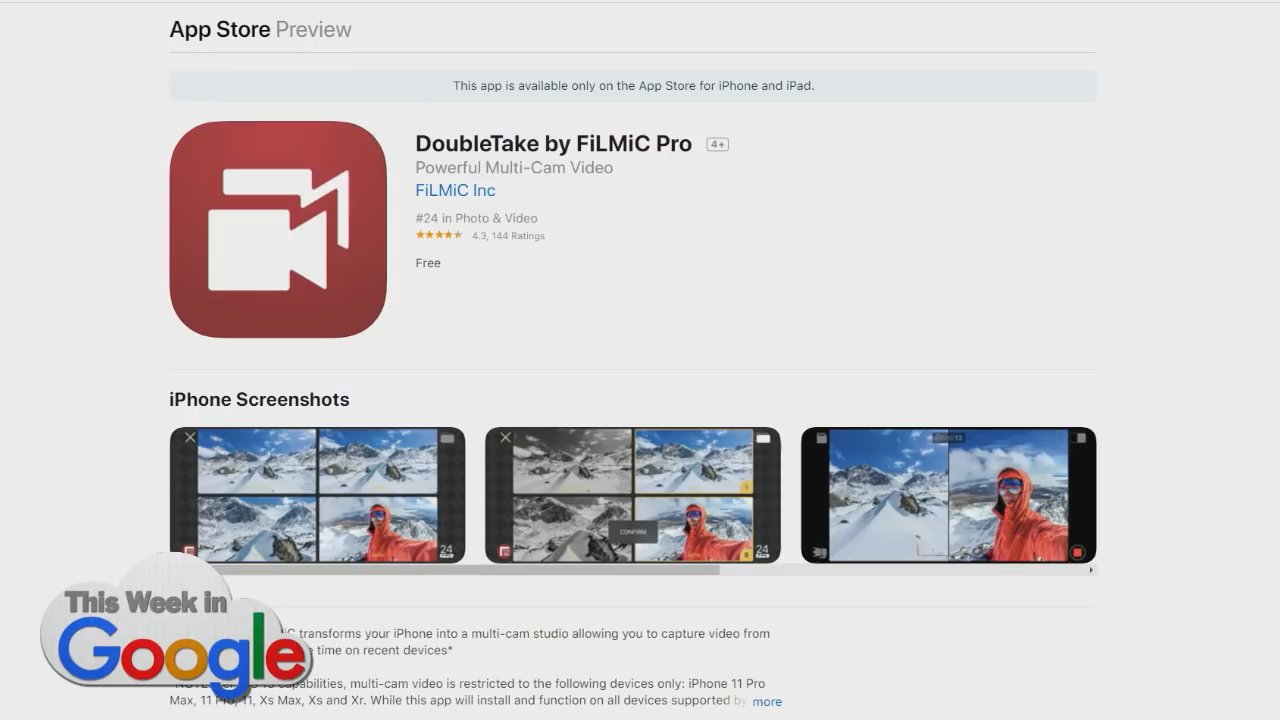 App Store Preview
This app is available only on the App Store for iPhone and iPad.
DoubleTake by FiLMiC Pro 4+
Powerful Multi-Cam Video
FiLMiC Inc
#24 in Photo & Video
4.3, 144 Ratings
Free
iPhone Screenshots
24
CONFIRM
24
This Week in
Google
transforms your iPhone into a multi-cam studio allowing you to capture video from
time on recent devices*
capabilities, multi-cam video is restricted to the following devices only: iPhone 11 Pro
Max, 11 Pro, 11, Xs Max, Xs and Xr. While this app will install and function on all devices supported by more